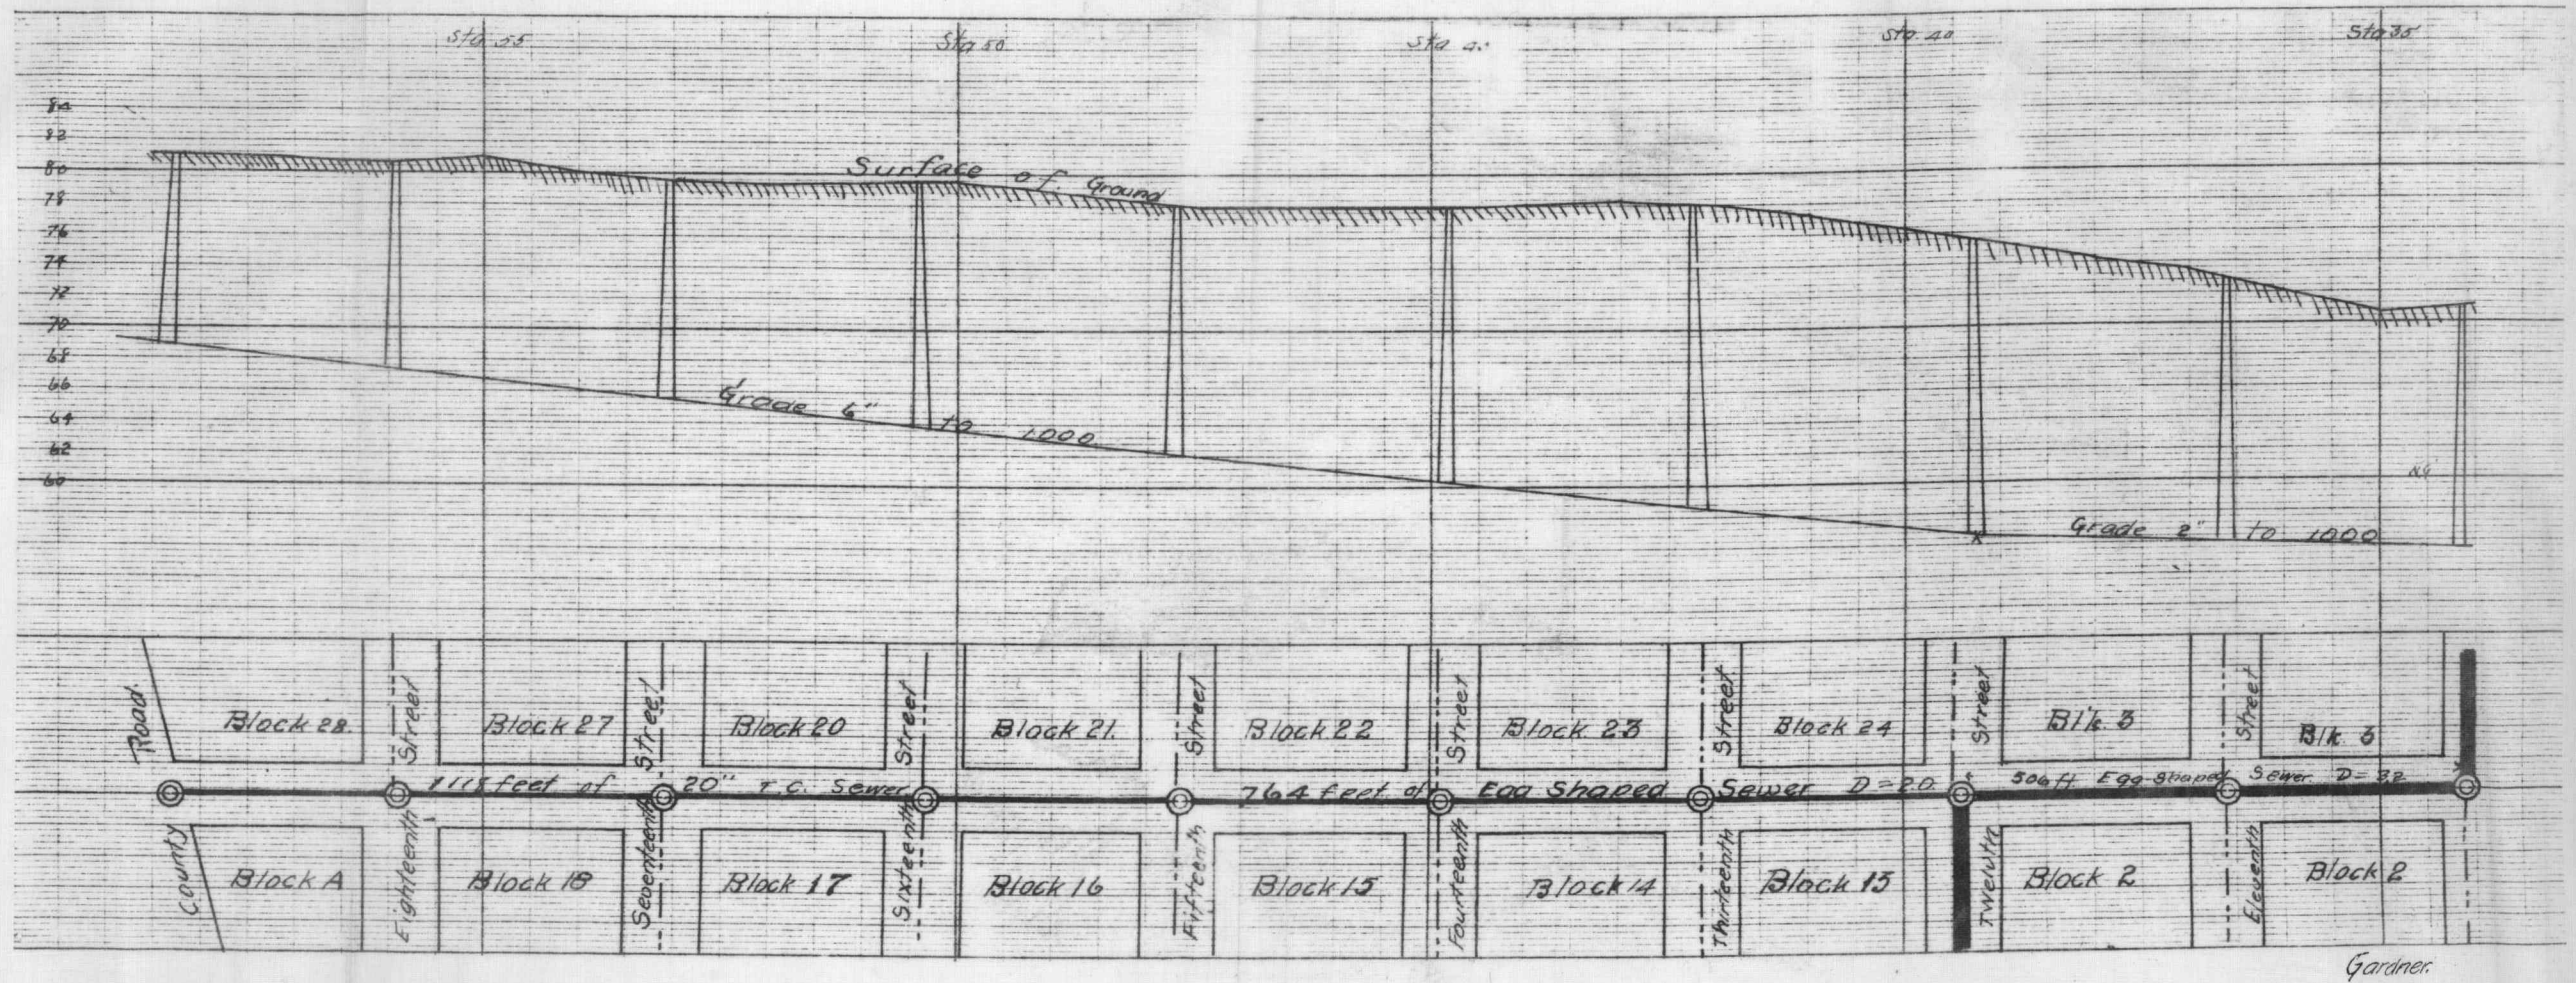 Sta 55
Sta 50
Sta 4
Sta 40
Sta 35
84
82
80
78
76
74
72
70
68
66
64
62
60
Surface of Ground
Grade 6" to 1000
Grade 2" to 1000
Road
Block 28.
Street
Block 27
Street
Block 20
Street
Block 21.
Street
Block 22
Street
Block 23
Street
Block 24
Street
Blk. 3
Street
Blk. 3
1118 feet of 20" T.C. Sewer
764 feet of Egg Shaped Sewer D = 2.0
506 ft. Egg-Shaped Sewer. D = 3.2
County
Block A
Eighteenth
Block 18
Seventeenth
Block 17
Sixteenth
Block 16
Fifteenth
Block 15
Fourteenth
Block 14
Thirteenth
Block 13
Twelvth
Block 2
Eleventh
Block 2
Gardner.